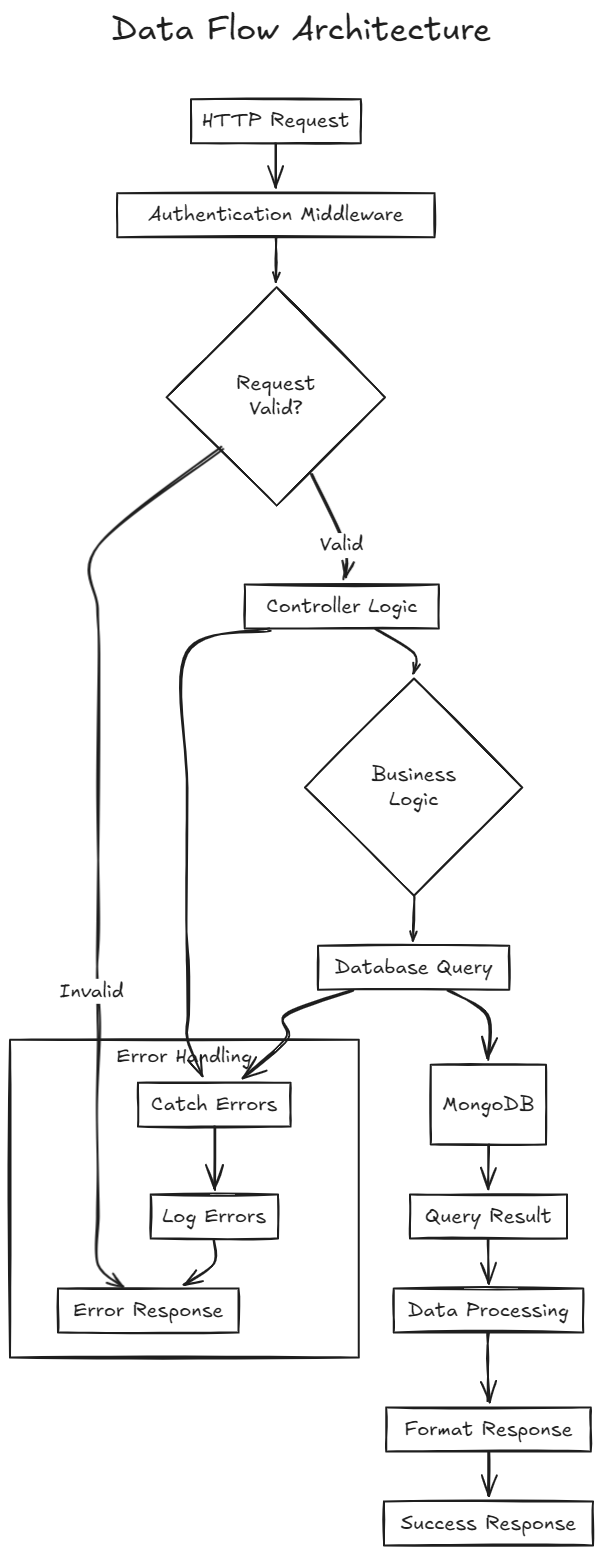 Data Flow Architecture
HTTP Request
Authentication Middleware
Request
Valid?
Valid
Controller Logic
Business
Logic
Database Query
Invalid
Error Handling
Catch Errors
MongoDB
Log Errors
Query Result
Error Response
Data Processing
Format Response
Success Response